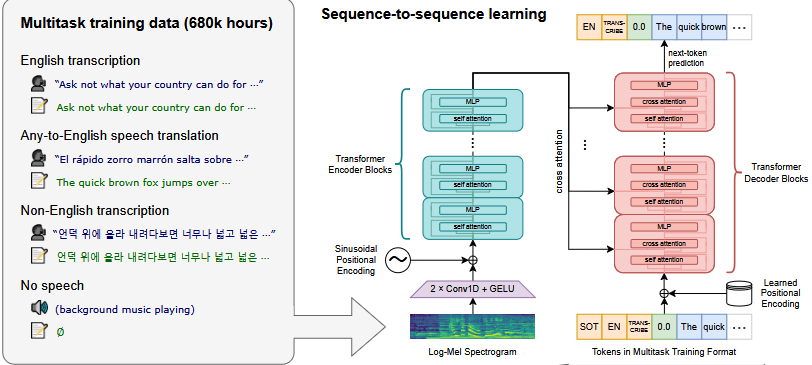 Multitask training data (680k hours)
English transcription
“Ask not what your country can do for ⋯”
Ask not what your country can do for ⋯
Any-to-English speech translation
“El rápido zorro marrón salta sobre ⋯”
The quick brown fox jumps over ⋯
Non-English transcription
“언덕 위에 올라 내려다보면 너무나 넓고 넓은 ⋯”
언덕 위에 올라 내려다보면 너무나 넓고 넓은 ⋯
No speech
(background music playing)
Ø
Sequence-to-sequence learning
EN TRANS-CRIBE 0.0 The quick brown ⋯
next-token
prediction
MLP
self attention
⋯
MLP
self attention
MLP
self attention
Transformer
Encoder Blocks
Sinusoidal
Positional
Encoding
2 × Conv1D + GELU
Log-Mel Spectrogram
cross attention
⋯
MLP
cross attention
self attention
⋯
MLP
cross attention
self attention
MLP
cross attention
self attention
Transformer
Decoder Blocks
Learned
Positional
Encoding
SOT EN TRANS-CRIBE 0.0 The quick ⋯
Tokens in Multitask Training Format